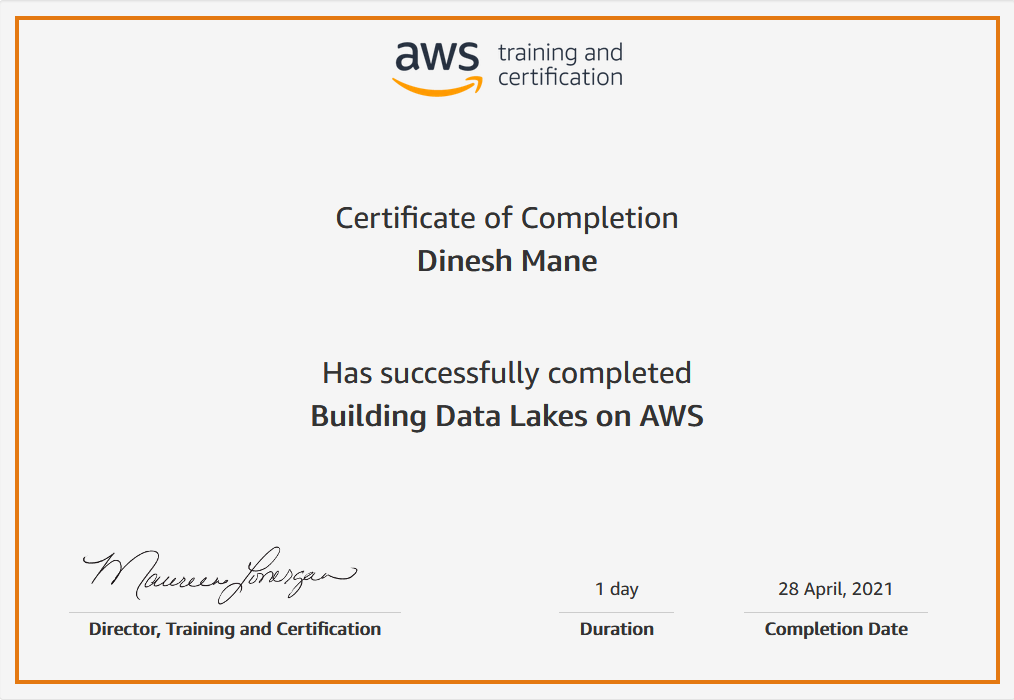 aws training and
certification
Certificate of Completion
Dinesh Mane
Has successfully completed
Building Data Lakes on AWS
Maureen Lonergan
1 day
28 April, 2021
Director, Training and Certification
Duration
Completion Date